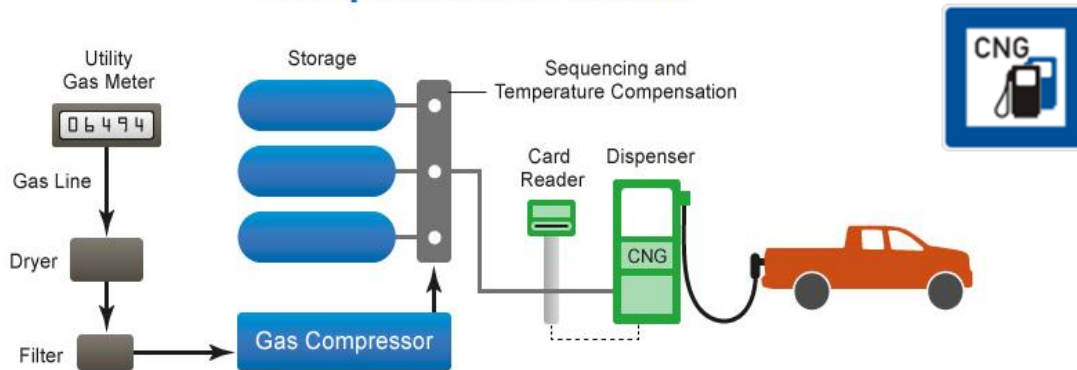 Utility
Gas Meter
06494
Gas Line
Dryer
Filter
Storage
Gas Compressor
Sequencing and
Temperature Compensation
Card
Reader
Dispenser
CNG
CNG